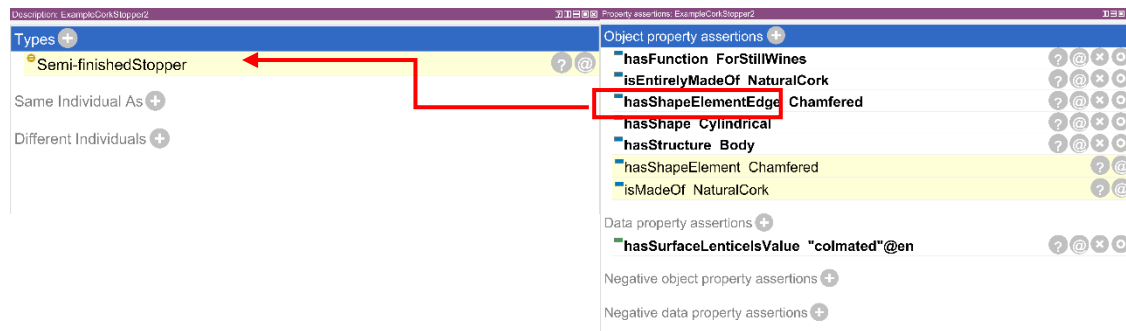 Description: ExampleCorkStopper2
Types
Semi-finishedStopper
Same Individual As
Different Individuals
Property assertions: ExampleCorkStopper2
Object property assertions
hasFunction ForStillWines
isEntirelyMadeOf NaturalCork
hasShapeElementEdge Chamfered
hasShape Cylindrical
hasStructure Body
hasShapeElement Chamfered
isMadeOf NaturalCork
Data property assertions
hasSurfaceLenticelsValue "colmated"@en
Negative object property assertions
Negative data property assertions